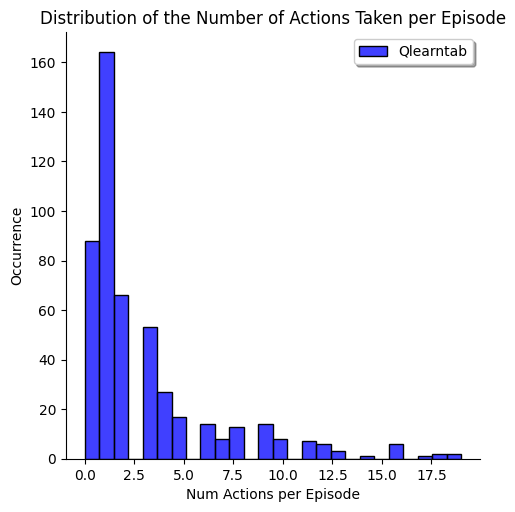 Distribution of the Number of Actions Taken per Episode
Qlearntab
160
140
120
100
80
60
40
20
0
Occurrence
0.0 2.5 5.0 7.5 10.0 12.5 15.0 17.5
Num Actions per Episode